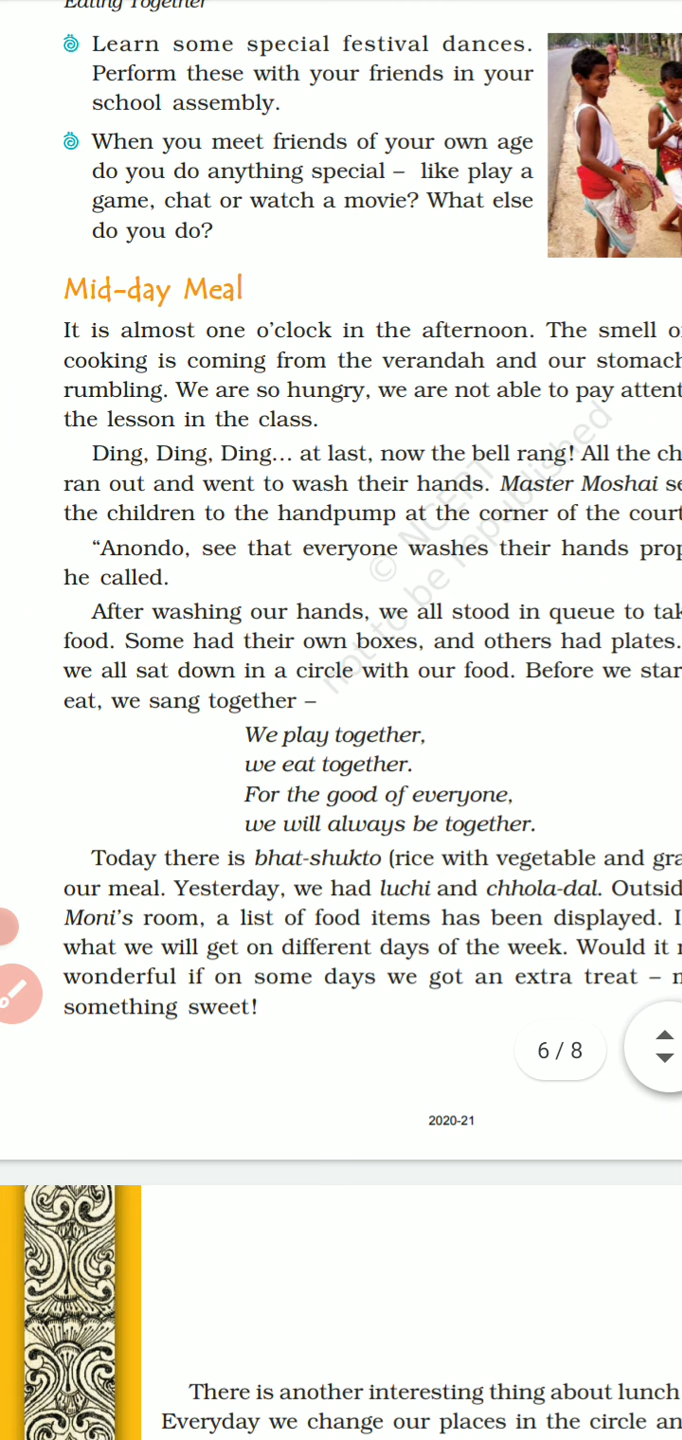 Eating Together
Learn some special festival dances.
Perform these with your friends in your
school assembly.
When you meet friends of your own age
do you do anything special – like play a
game, chat or watch a movie? What else
do you do?
Mid-day Meal
It is almost one o’clock in the afternoon. The smell
cooking is coming from the verandah and our
rumbling. We are so hungry, we are not able to pay
the lesson in the class.
Ding, Ding, Ding... at last, now the bell rang! All the
ran out and went to wash their hands. Master Moshai
the children to the handpump at the corner of the
“Anondo, see that everyone washes their hands
he called.
After washing our hands, we all stood in queue to
food. Some had their own boxes, and others had plates.
we all sat down in a circle with our food. Before we
eat, we sang together –
We play together,
we eat together.
For the good of everyone,
we will always be together.
Today there is bhat-shukto (rice with vegetable and
our meal. Yesterday, we had luchi and chhola-dal.
Moni’s room, a list of food items has been displayed.
what we will get on different days of the week. Would it
wonderful if on some days we got an extra treat –
something sweet!
© NCERT
not to be republished
6 / 8
2020-21
There is another interesting thing about lunch
Everyday we change our places in the circle